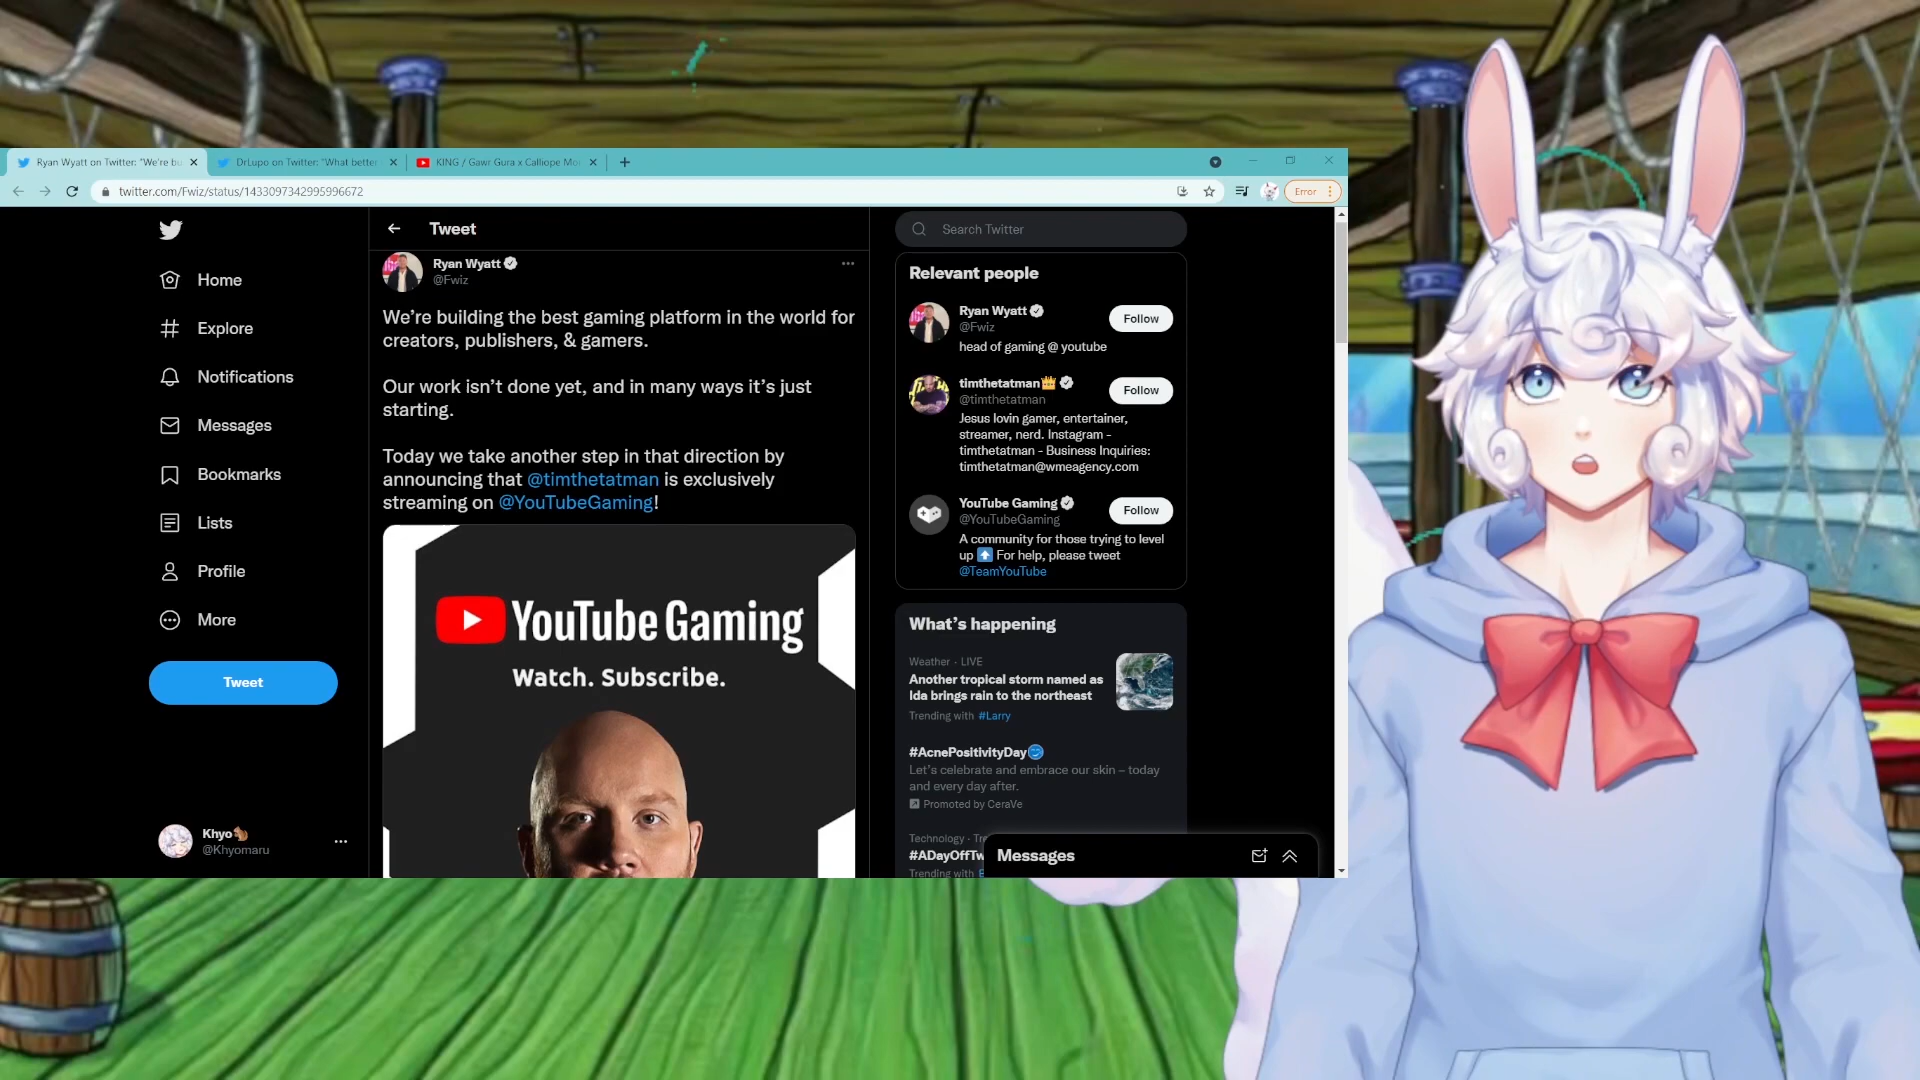 Ryan Wyatt on Twitter: "We're bu
DrLupo on Twitter: "What better
KING / Gawr Gura x Calliope Mo
twitter.com/Fwiz/status/1433097342995996672
Error
Home
Explore
Notifications
Messages
Bookmarks
Lists
Profile
More
Tweet
Khyo🐿
@Khyomaru
Tweet
Ryan Wyatt
@Fwiz
We're building the best gaming platform in the world for
creators, publishers, & gamers.
Our work isn't done yet, and in many ways it's just
starting.
Today we take another step in that direction by
announcing that @timthetatman is exclusively
streaming on @YouTubeGaming!
YouTube Gaming
Watch. Subscribe.
Search Twitter
Relevant people
Ryan Wyatt
@Fwiz
Follow
head of gaming @ youtube
timthetatman👑
@timthetatman
Follow
Jesus lovin gamer, entertainer,
streamer, nerd. Instagram -
timthetatman - Business Inquiries:
timthetatman@wmeagency.com
YouTube Gaming
@YouTubeGaming
Follow
A community for those trying to level
up ⬆ For help, please tweet
@TeamYouTube
What's happening
Weather · LIVE
Another tropical storm named as
Ida brings rain to the northeast
Trending with #Larry
#AcnePositivityDay
Let's celebrate and embrace our skin – today
and every day after.
Promoted by CeraVe
Technology · Tre
#ADayOffTw
Trending with
Messages